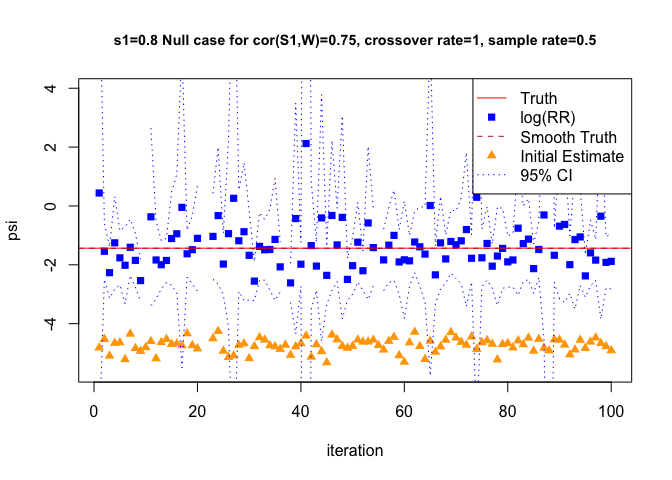 s1=0.8 Null case for cor(S1,W)=0.75, crossover rate=1, sample rate=0.5
Truth
log(RR)
Smooth Truth
Initial Estimate
95% CI
4
2
0
-4
-2
psi
0
20
40
60
80
100
iteration